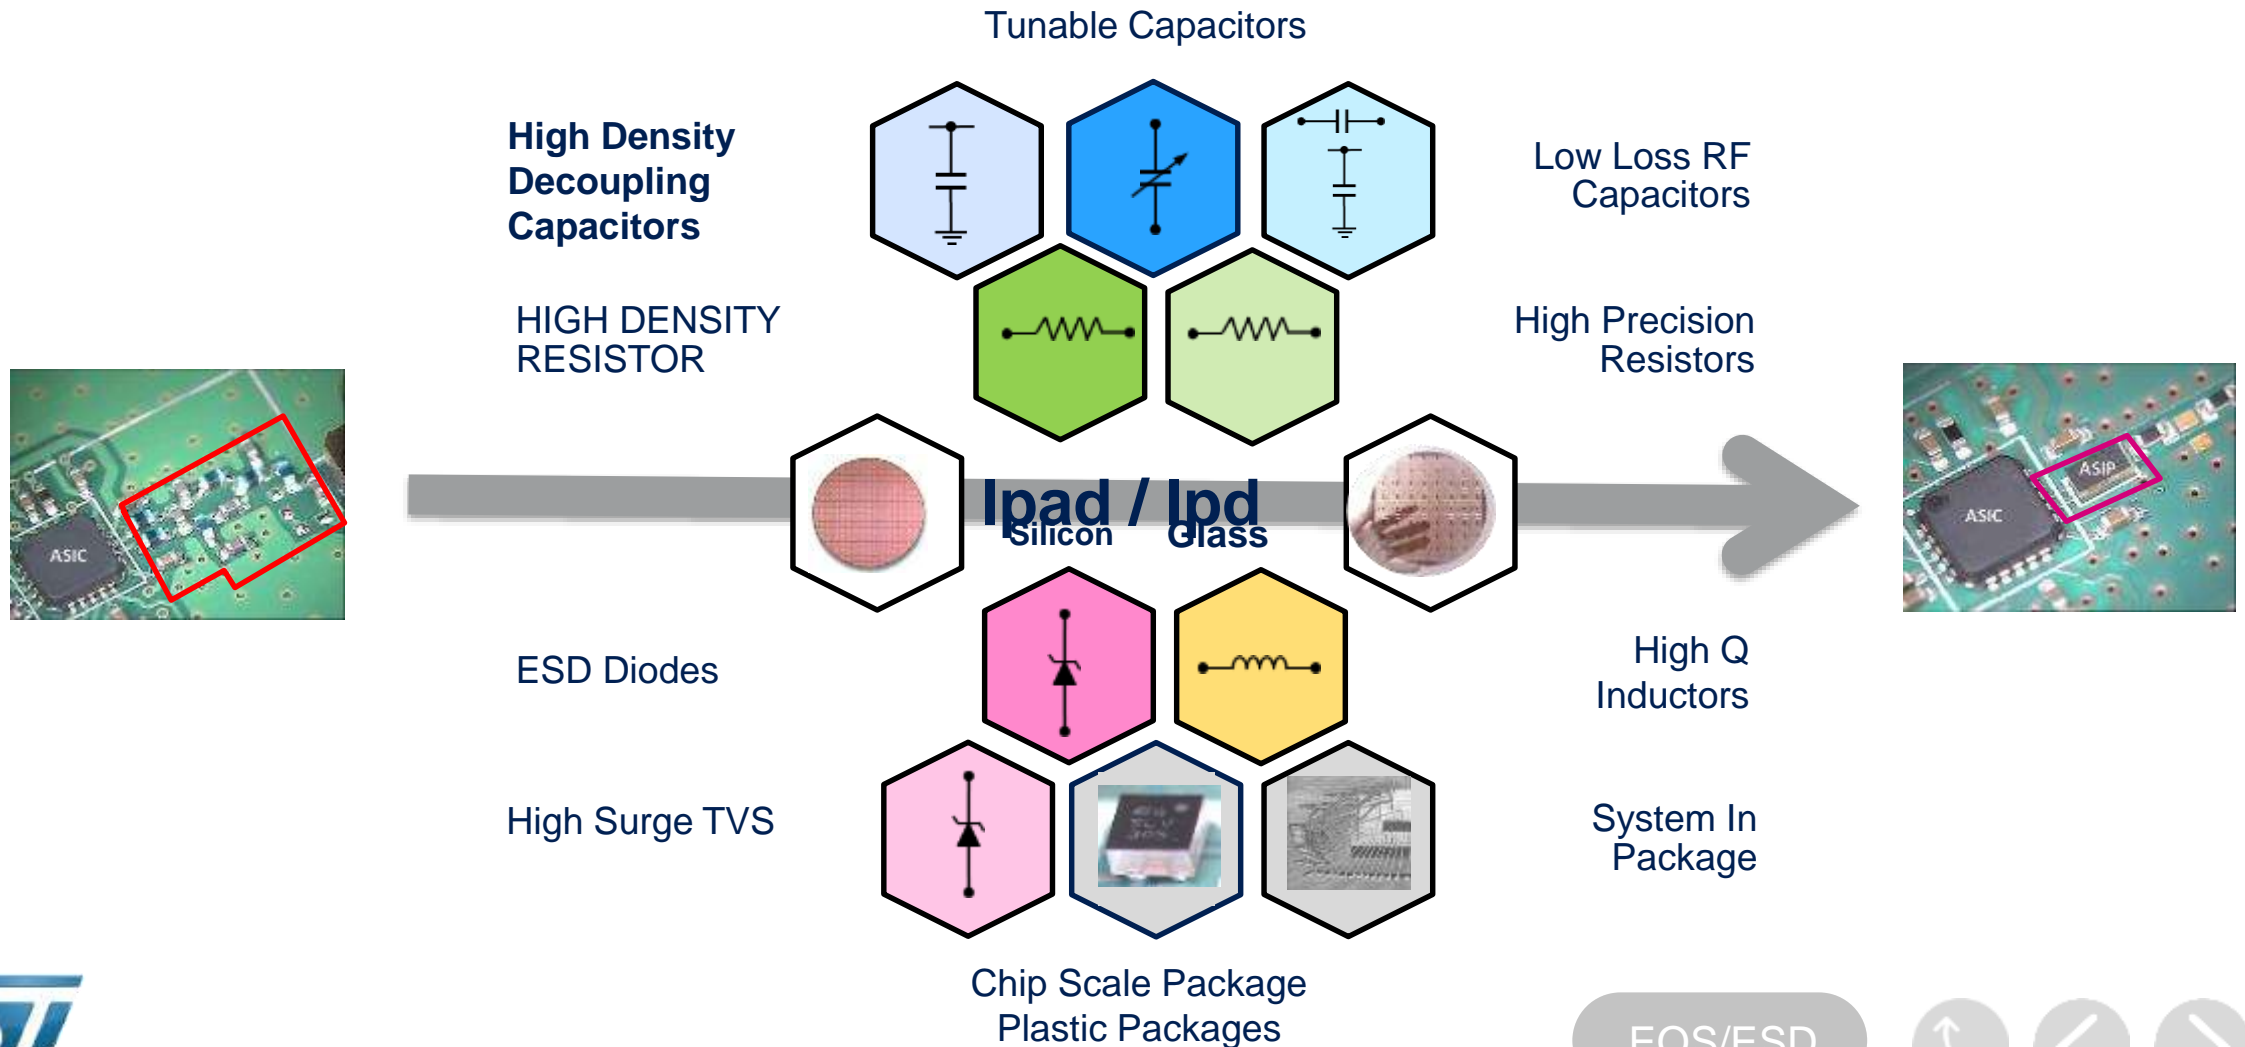 Tunable Capacitors
High Density
Decoupling
Capacitors
Low Loss RF
Capacitors
HIGH DENSITY
RESISTOR
High Precision
Resistors
ASIC
Ipad / Ipd
Silicon Glass
ASIP
ASIC
ESD Diodes
High Q
Inductors
High Surge TVS
System In
Package
Chip Scale Package
Plastic Packages
EOS/ESD